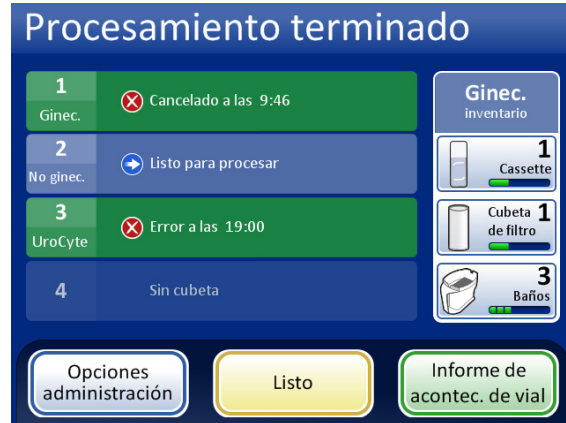 Procesamiento terminado
1
Ginec.
Cancelado a las 9:46
2
No ginec.
Listo para procesar
3
UroCyte
Error a las 19:00
4
Sin cubeta
Ginec.
inventario
1
Cassette
Cubeta 1
de filtro
3
Baños
Opciones
administración
Listo
Informe de
acontec. de vial